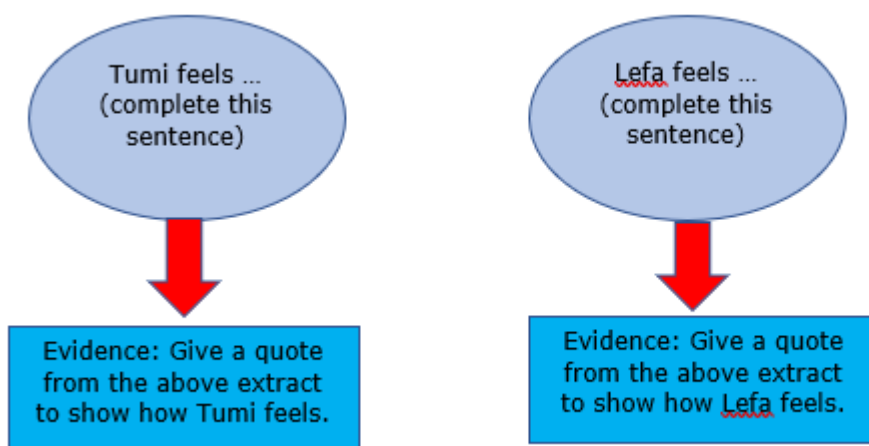 Tumi feels ...
(complete this
sentence)
Lefa feels ...
(complete this
sentence)
Evidence: Give a quote
from the above extract
to show how Tumi feels.
Evidence: Give a quote
from the above extract
to show how Lefa feels.